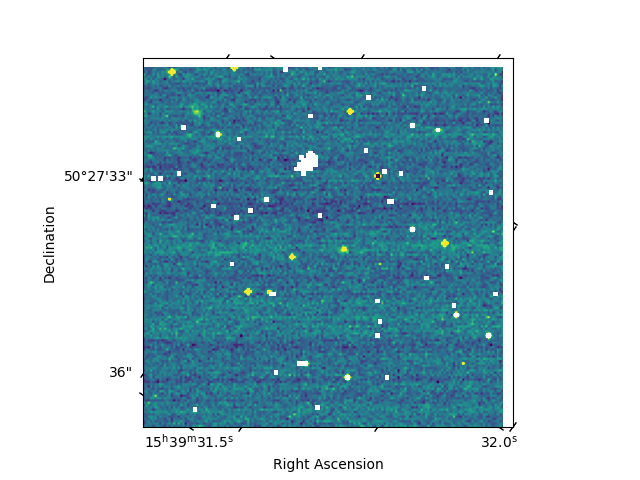 50°27'33"
Declination
36"
15ʰ39ᵐ31.5ˢ
32.0ˢ
Right Ascension